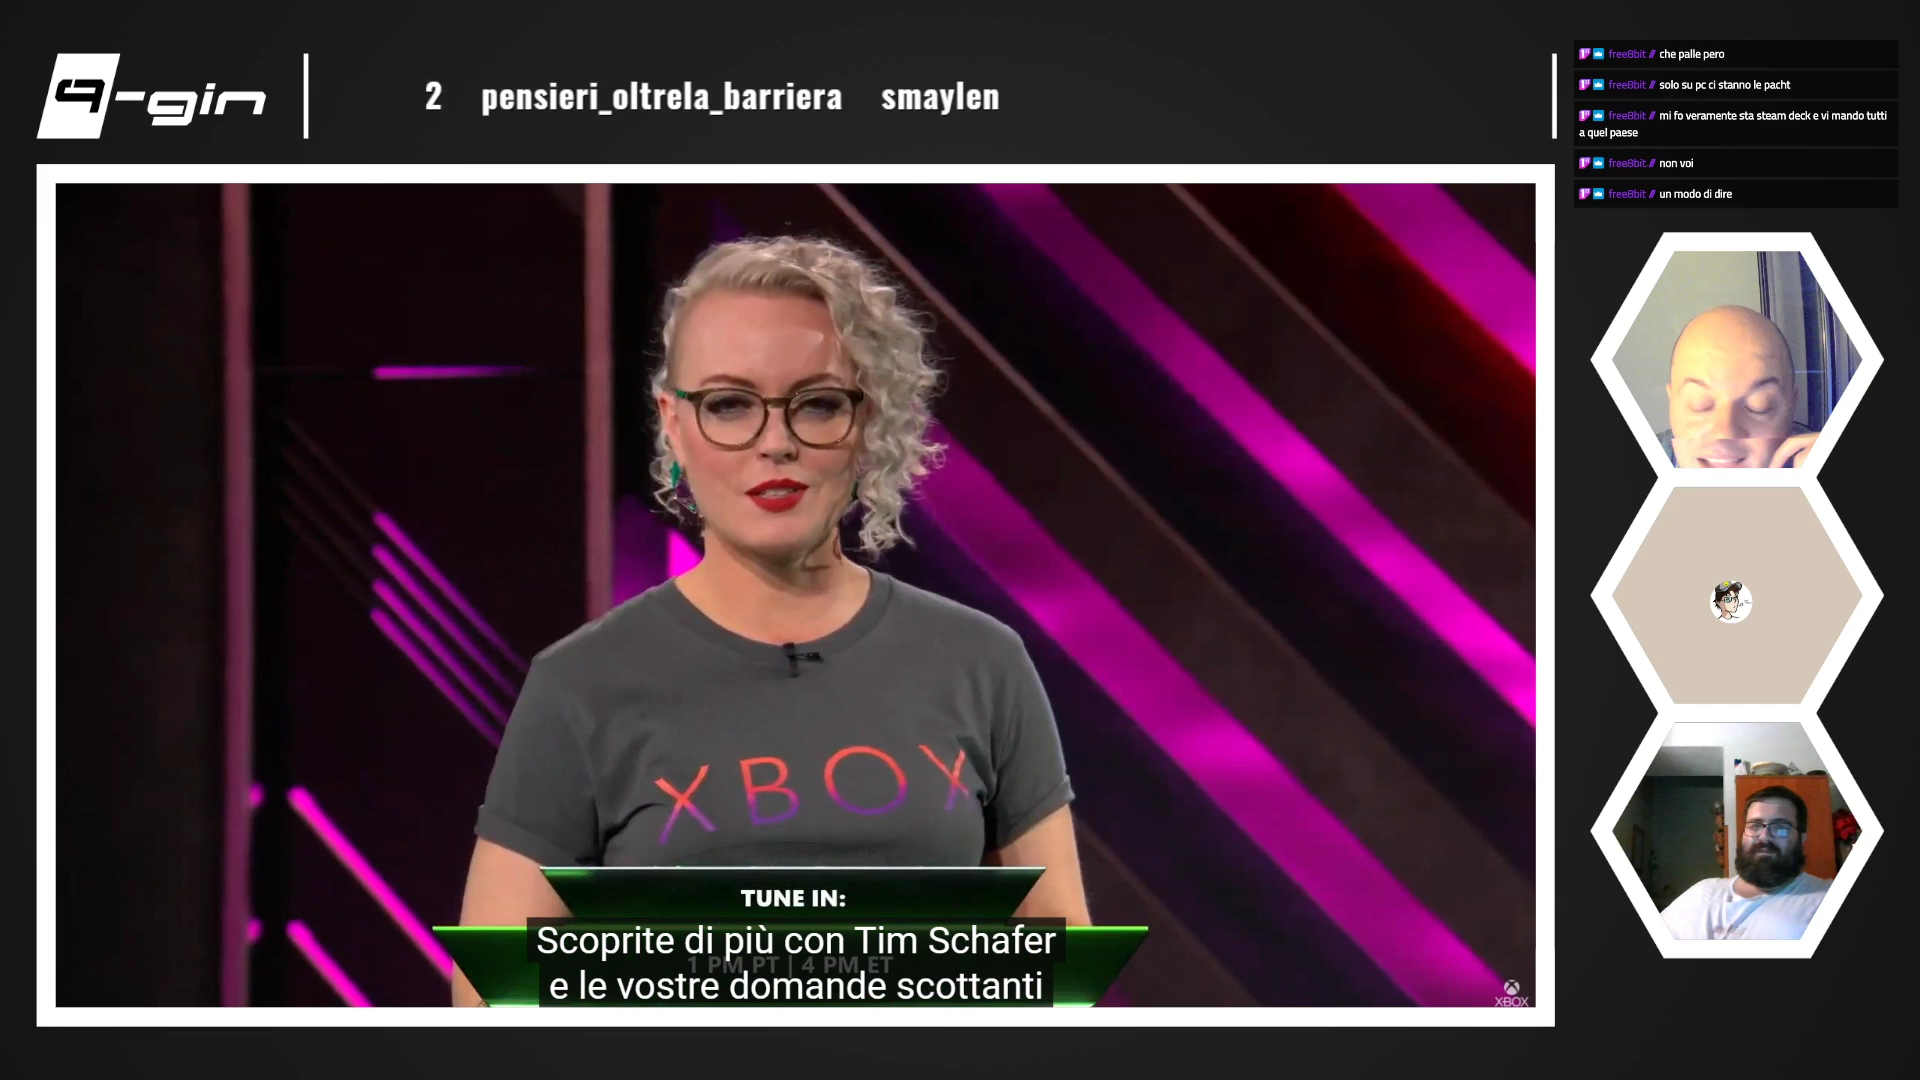 q-gin
2 pensieri_oltrela_barriera smaylen
free8bit // che palle pero
free8bit // solo su pc ci stanno le pacht
free8bit // mi fo veramente sta steam deck e vi mando tutti
a quel paese
free8bit // non voi
free8bit // un modo di dire
XBOX
TUNE IN:
Scoprite di più con Tim Schafer
1 PM PT | 4 PM ET
e le vostre domande scottanti
XBOX